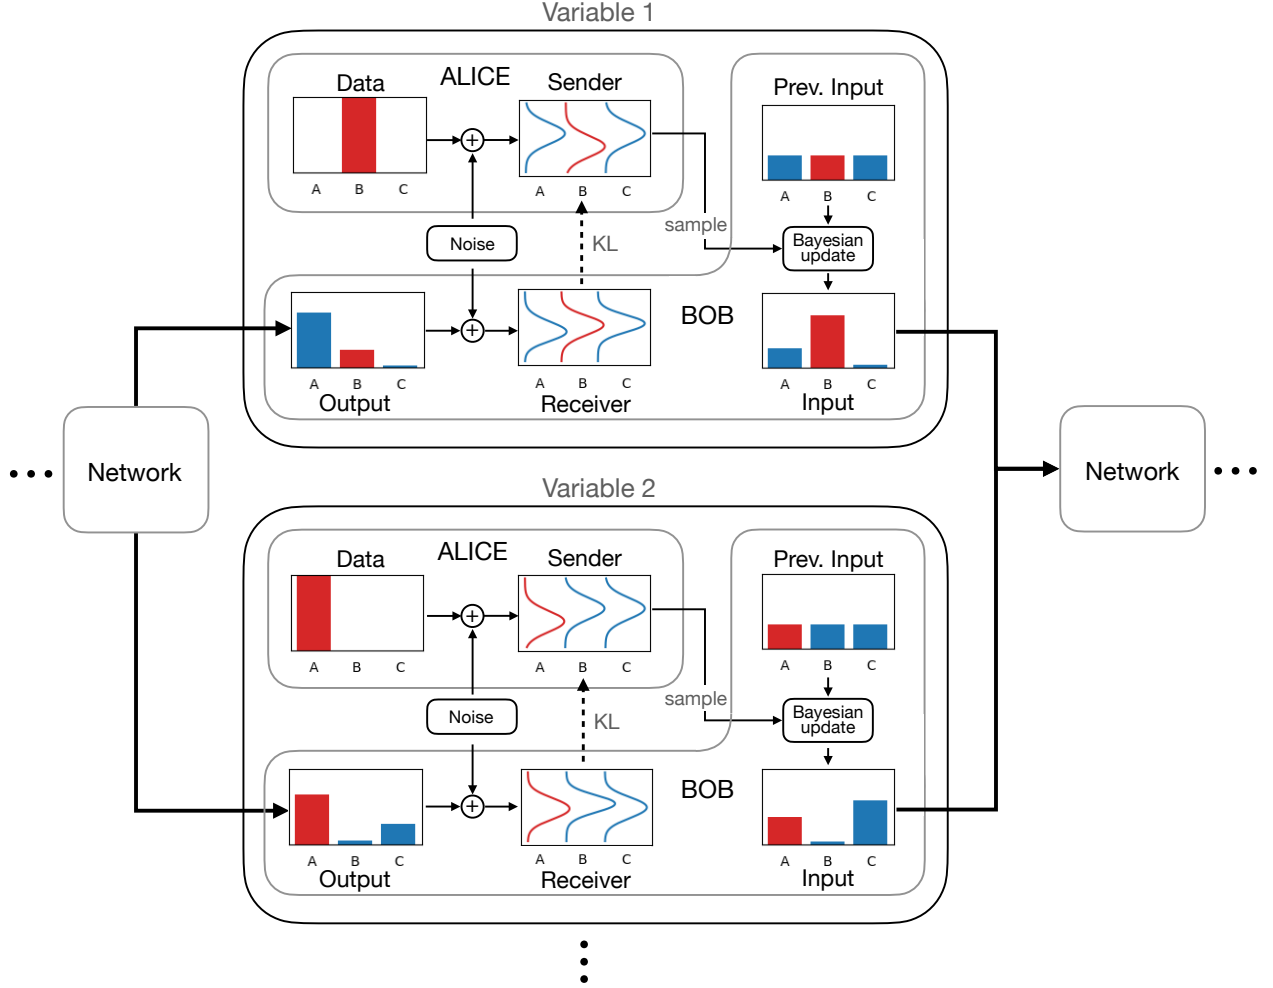 Variable 1
Data
ALICE
Sender
Prev. Input
A B C
A B C
A B C
sample
Noise
KL
Bayesian
update
BOB
A B C
Output
A B C
Receiver
A B C
Input
Network
Network
Variable 2
Data
ALICE
Sender
Prev. Input
A B C
A B C
A B C
sample
Noise
KL
Bayesian
update
BOB
A B C
Output
A B C
Receiver
A B C
Input